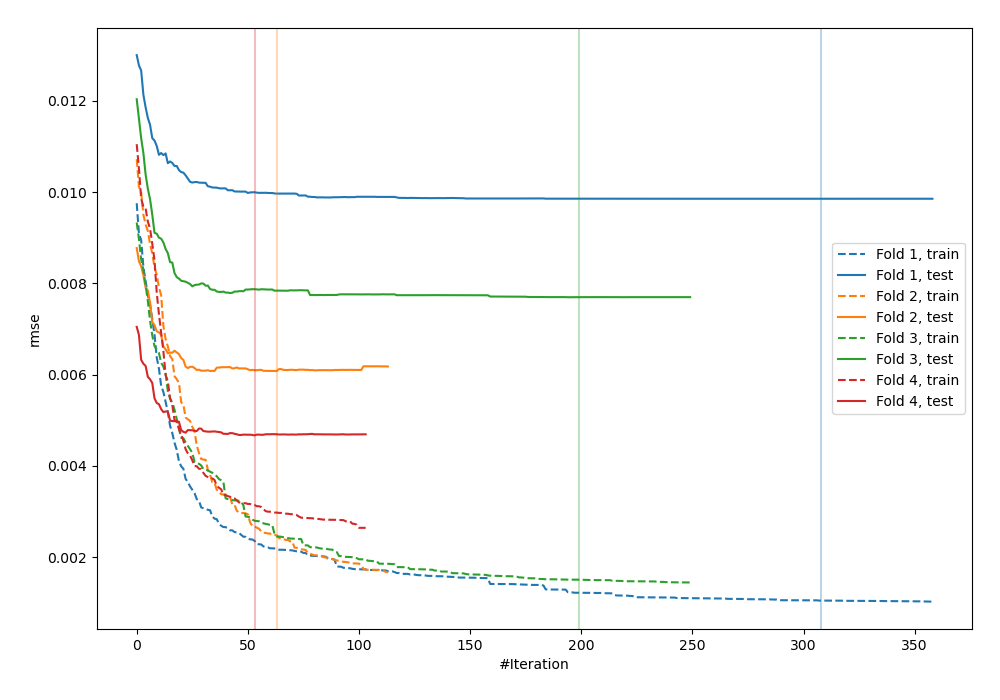 0.012
0.010
0.008
0.006
0.004
0.002
rmse
0 50 100 150 200 250 300 350
#Iteration
Fold 1, train
Fold 1, test
Fold 2, train
Fold 2, test
Fold 3, train
Fold 3, test
Fold 4, train
Fold 4, test